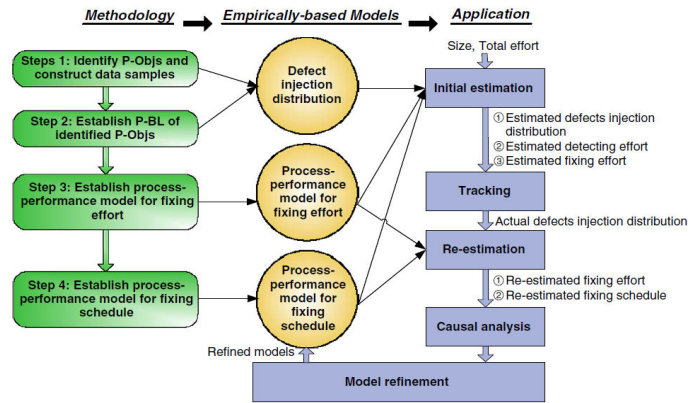 Methodology
Empirically-based Models
Application
Steps 1: Identify P-Objs and
construct data samples
Step 2: Establish P-BL of
identified P-Objs
Step 3: Establish process-
performance model for fixing
effort
Step 4: Establish process-
performance model for fixing
schedule
Defect
injection
distribution
Process-
performance
model for
fixing effort
Process-
performance
model for
fixing
schedule
Refined models
Size, Total effort
Initial estimation
① Estimated defects injection
distribution
② Estimated detecting effort
③ Estimated fixing effort
Tracking
Actual defects injection distribution
Re-estimation
① Re-estimated fixing effort
② Re-estimated fixing schedule
Causal analysis
Model refinement